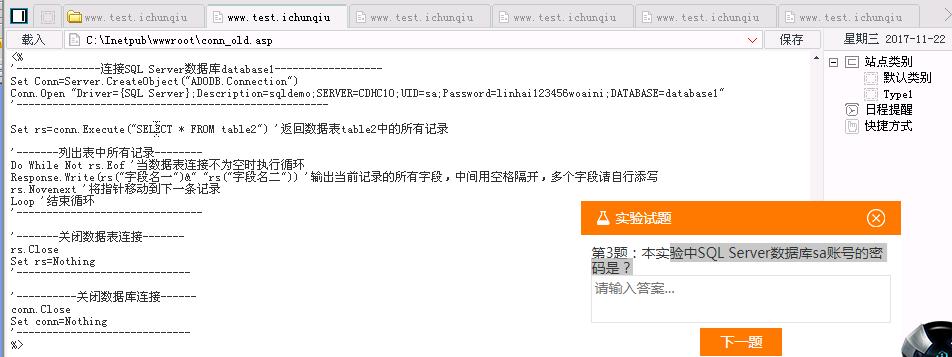 www.test.ichunqiu
www.test.ichunqiu
www.test.ichunqiu
www.test.ichunqiu
www.test.ichunqiu
www.test.ichunqiu
载入
C:\Inetpub\wwwroot\conn_old.asp
保存
星期三 2017-11-22
站点类别
默认类别
Type1
日程提醒
快捷方式
<%
'--------------连接SQL Server数据库database1------------------
Set Conn=Server.CreateObject("ADODB.Connection")
Conn.Open "Driver={SQL Server};Description=sqldemo;SERVER=CDHC10;UID=sa;Password=linhai123456woaini;DATABASE=database1"
'----------------------------------------------------
Set rs=conn.Execute("SELECT * FROM table2") '返回数据表table2中的所有记录
'-------列出表中所有记录--------
Do While Not rs.Eof '当数据表连接不为空时执行循环
Response.Write(rs("字段名一")&" "rs("字段名二")) '输出当前记录的所有字段，中间用空格隔开，多个字段请自行添写
rs.Novenext '将指针移动到下一条记录
Loop '结束循环
'-------------------------------
'-------关闭数据表连接-------
rs.Close
Set rs=Nothing
'-----------------------------
'----------关闭数据库连接------
conn.Close
Set conn=Nothing
'-----------------------------
%>
实验试题
第3题：本实验中SQL Server数据库sa账号的密
码是？
请输入答案...
下一题